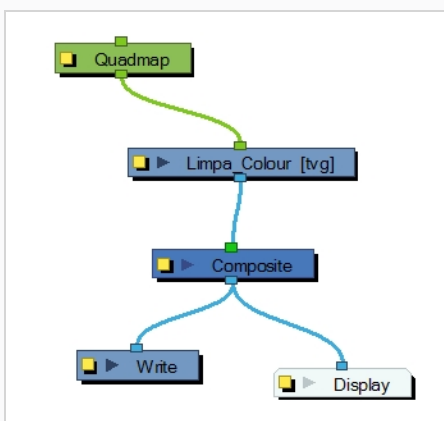 Quadmap
Limpa_Colour [tvg]
Composite
Write
Display